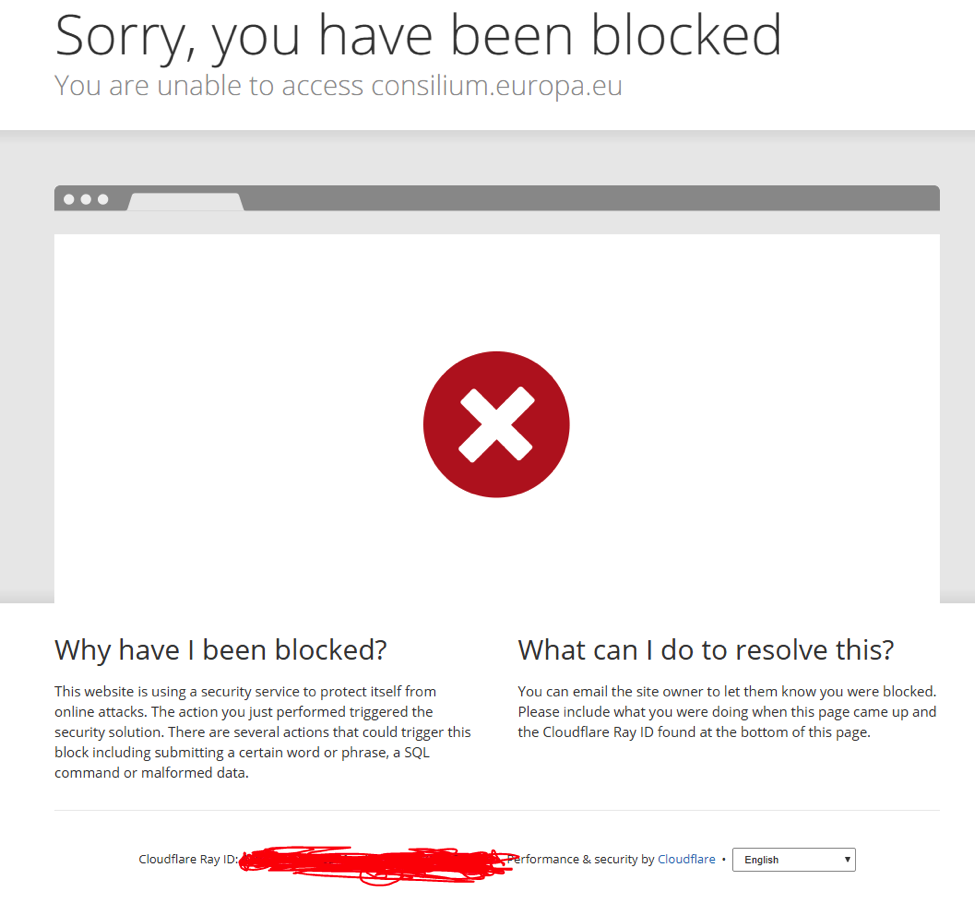 Sorry, you have been blocked
You are unable to access consilium.europa.eu
Why have I been blocked?
This website is using a security service to protect itself from
online attacks. The action you just performed triggered the
security solution. There are several actions that could trigger this
block including submitting a certain word or phrase, a SQL
command or malformed data.
What can I do to resolve this?
You can email the site owner to let them know you were blocked.
Please include what you were doing when this page came up and
the Cloudflare Ray ID found at the bottom of this page.
Cloudflare Ray ID: Performance & security by Cloudflare • English